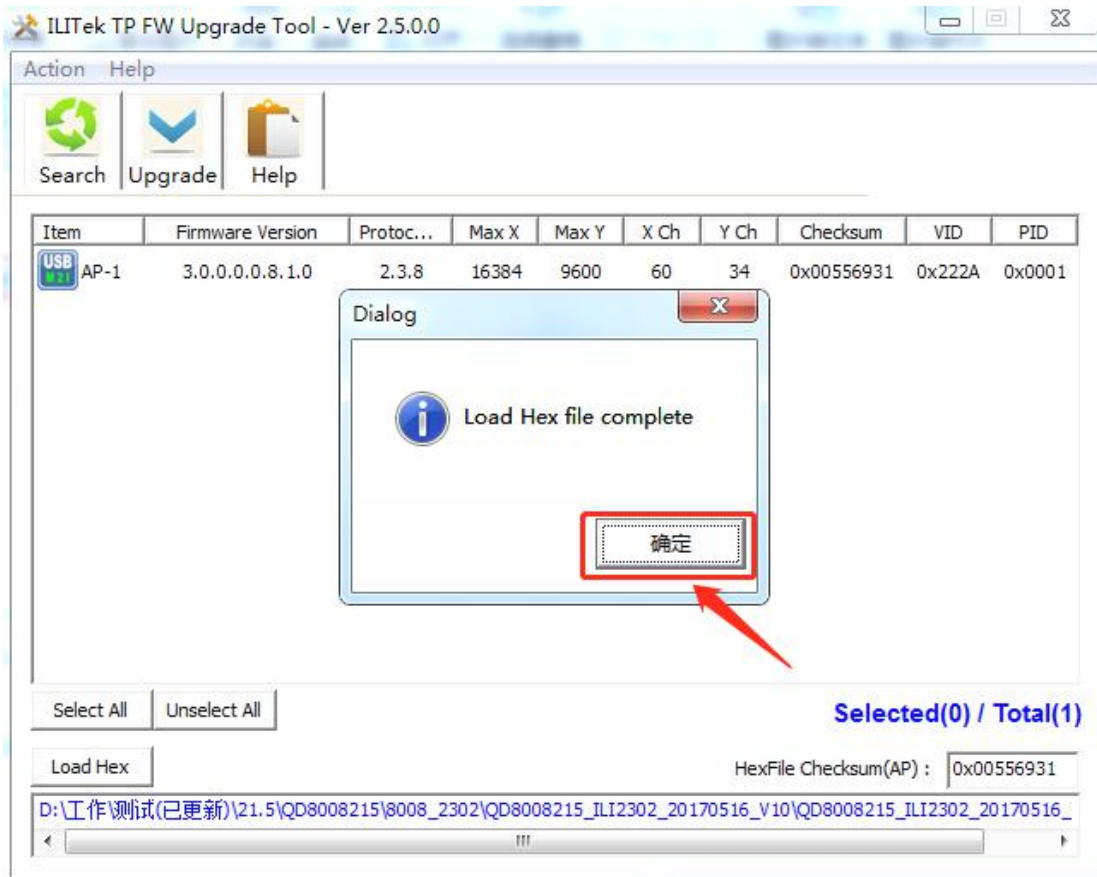 ILITek TP FW Upgrade Tool - Ver 2.5.0.0
Action Help
Search Upgrade Help
Item Firmware Version Protoc... Max X Max Y X Ch Y Ch Checksum VID PID
USB M21 AP-1 3.0.0.0.0.8.1.0 2.3.8 16384 9600 60 34 0x00556931 0x222A 0x0001
Dialog
Load Hex file complete
确定
Select All Unselect All Selected(0) / Total(1)
Load Hex HexFile Checksum(AP) : 0x00556931
D:\工作\测试(已更新)\21.5\QD8008215\8008_2302\QD8008215_ILI2302_20170516_V10\QD8008215_ILI2302_20170516_